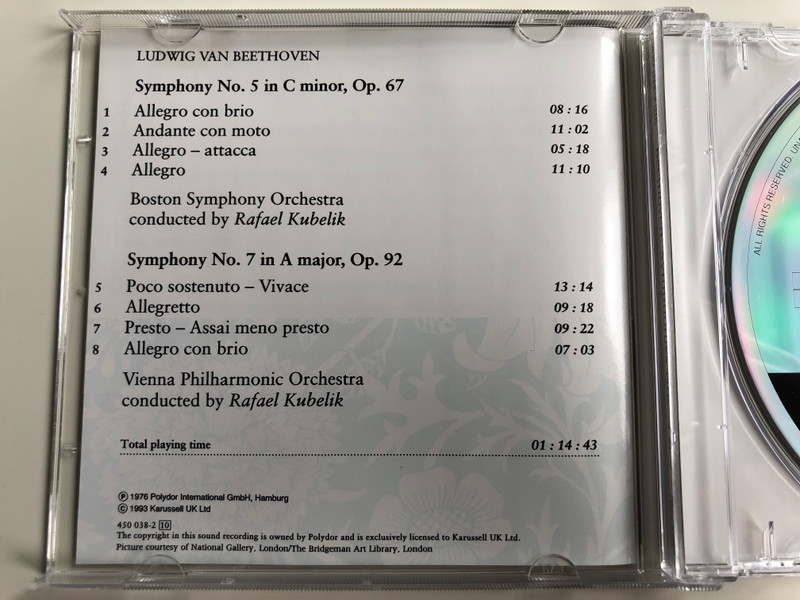 LUDWIG VAN BEETHOVEN
Symphony No. 5 in C minor, Op. 67
1 Allegro con brio 08 : 16
2 Andante con moto 11 : 02
3 Allegro – attacca 05 : 18
4 Allegro 11 : 10
Boston Symphony Orchestra
conducted by Rafael Kubelik
Symphony No. 7 in A major, Op. 92
5 Poco sostenuto – Vivace 13 : 14
6 Allegretto 09 : 18
7 Presto – Assai meno presto 09 : 22
8 Allegro con brio 07 : 03
Vienna Philharmonic Orchestra
conducted by Rafael Kubelik
Total playing time 01 : 14 : 43
℗ 1976 Polydor International GmbH, Hamburg
© 1993 Karussell UK Ltd
450 038-2 10
The copyright in this sound recording is owned by Polydor and is exclusively licensed to Karussell UK Ltd.
Picture courtesy of National Gallery, London/The Bridgeman Art Library, London
ALL RIGHTS RESERVED